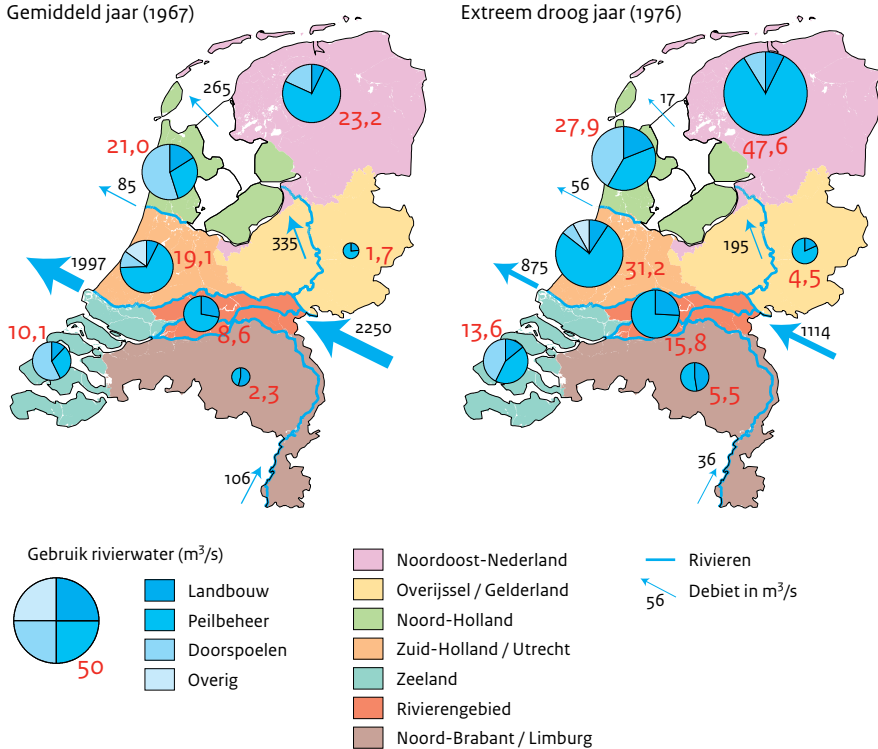 Gemiddeld jaar (1967)
265
23,2
21,0
85
335
1,7
19,1
1997
8,6
2250
10,1
2,3
106
Extreem droog jaar (1976)
17
27,9
47,6
56
195
4,5
31,2
875
15,8
1114
13,6
5,5
36
Gebruik rivierwater (m³/s)
50
Landbouw
Peilbeheer
Doorspoelen
Overig
Noordoost-Nederland
Overijssel / Gelderland
Noord-Holland
Zuid-Holland / Utrecht
Zeeland
Rivierengebied
Noord-Brabant / Limburg
Rivieren
56 Debiet in m³/s